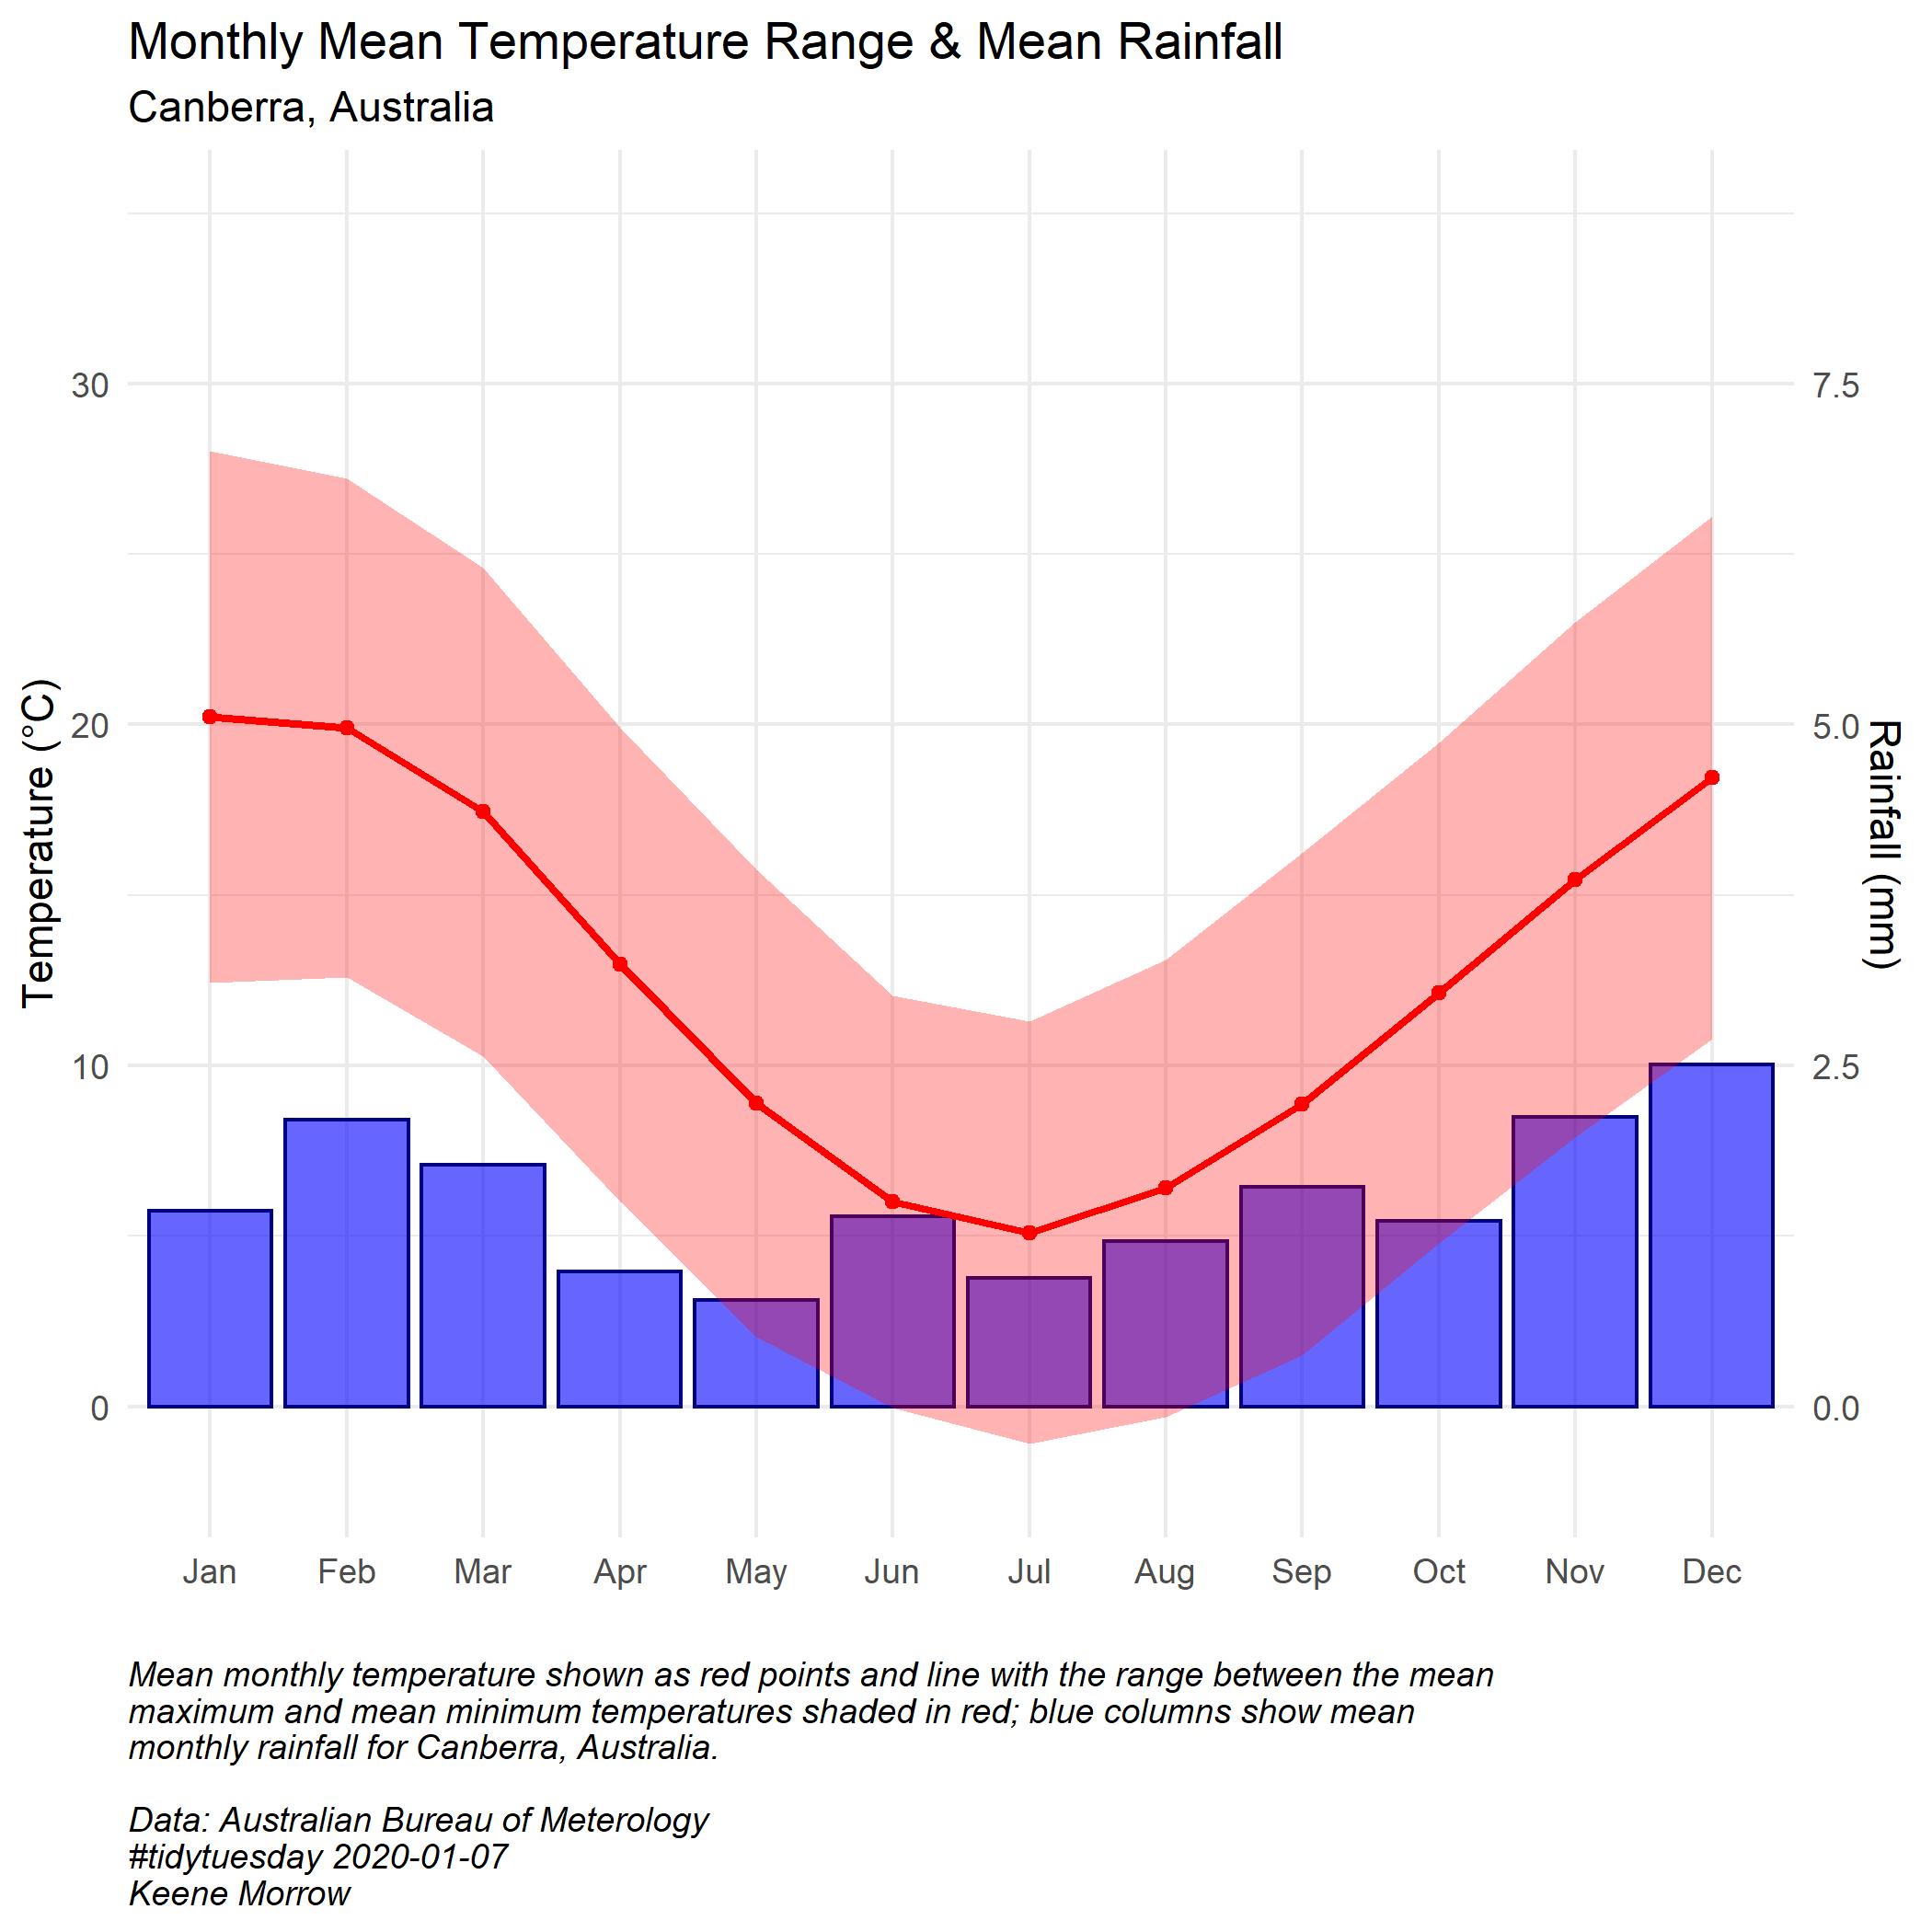 Monthly Mean Temperature Range & Mean Rainfall
Canberra, Australia
30
20
10
0
Temperature (°C)
7.5
5.0
2.5
0.0
Rainfall (mm)
Jan Feb Mar Apr May Jun Jul Aug Sep Oct Nov Dec
Mean monthly temperature shown as red points and line with the range between the mean
maximum and mean minimum temperatures shaded in red; blue columns show mean
monthly rainfall for Canberra, Australia.
Data: Australian Bureau of Meterology
#tidytuesday 2020-01-07
Keene Morrow